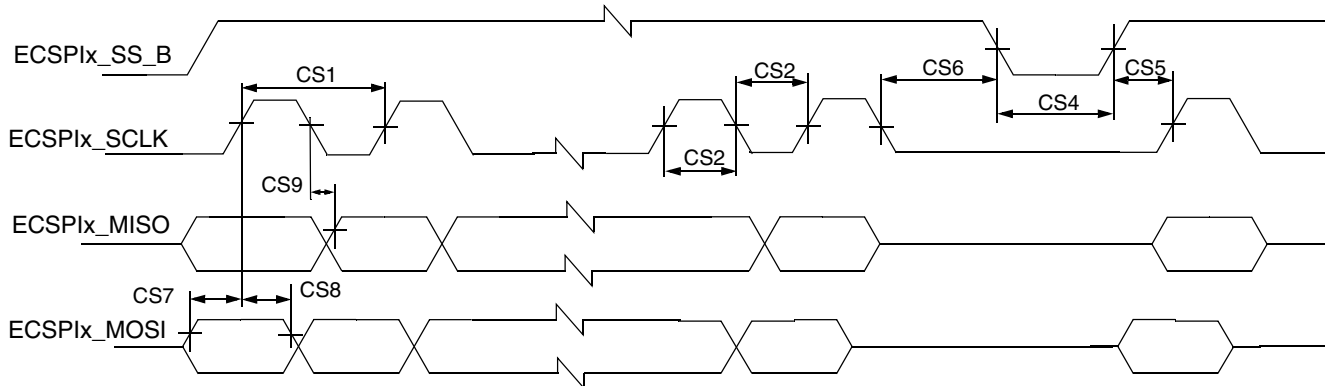 ECSPIx_SS_B
CS1
CS2
CS6
CS5
CS4
ECSPIx_SCLK
CS2
CS9
ECSPIx_MISO
CS7
CS8
ECSPIx_MOSI